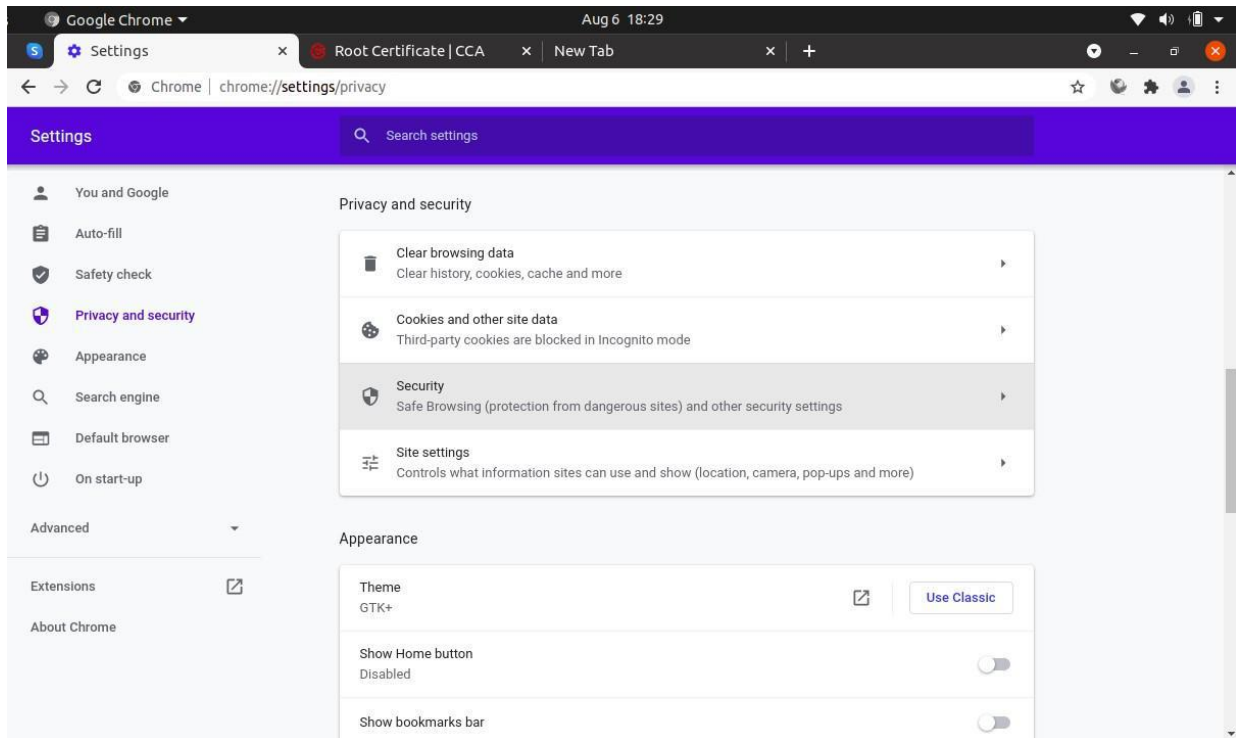 Google Chrome
Aug 6 18:29
Settings
Root Certificate | CCA
New Tab
Chrome | chrome://settings/privacy
Settings
Search settings
You and Google
Auto-fill
Safety check
Privacy and security
Appearance
Search engine
Default browser
On start-up
Advanced
Extensions
About Chrome
Privacy and security
Clear browsing data
Clear history, cookies, cache and more
Cookies and other site data
Third-party cookies are blocked in Incognito mode
Security
Safe Browsing (protection from dangerous sites) and other security settings
Site settings
Controls what information sites can use and show (location, camera, pop-ups and more)
Appearance
Theme
GTK+
Use Classic
Show Home button
Disabled
Show bookmarks bar